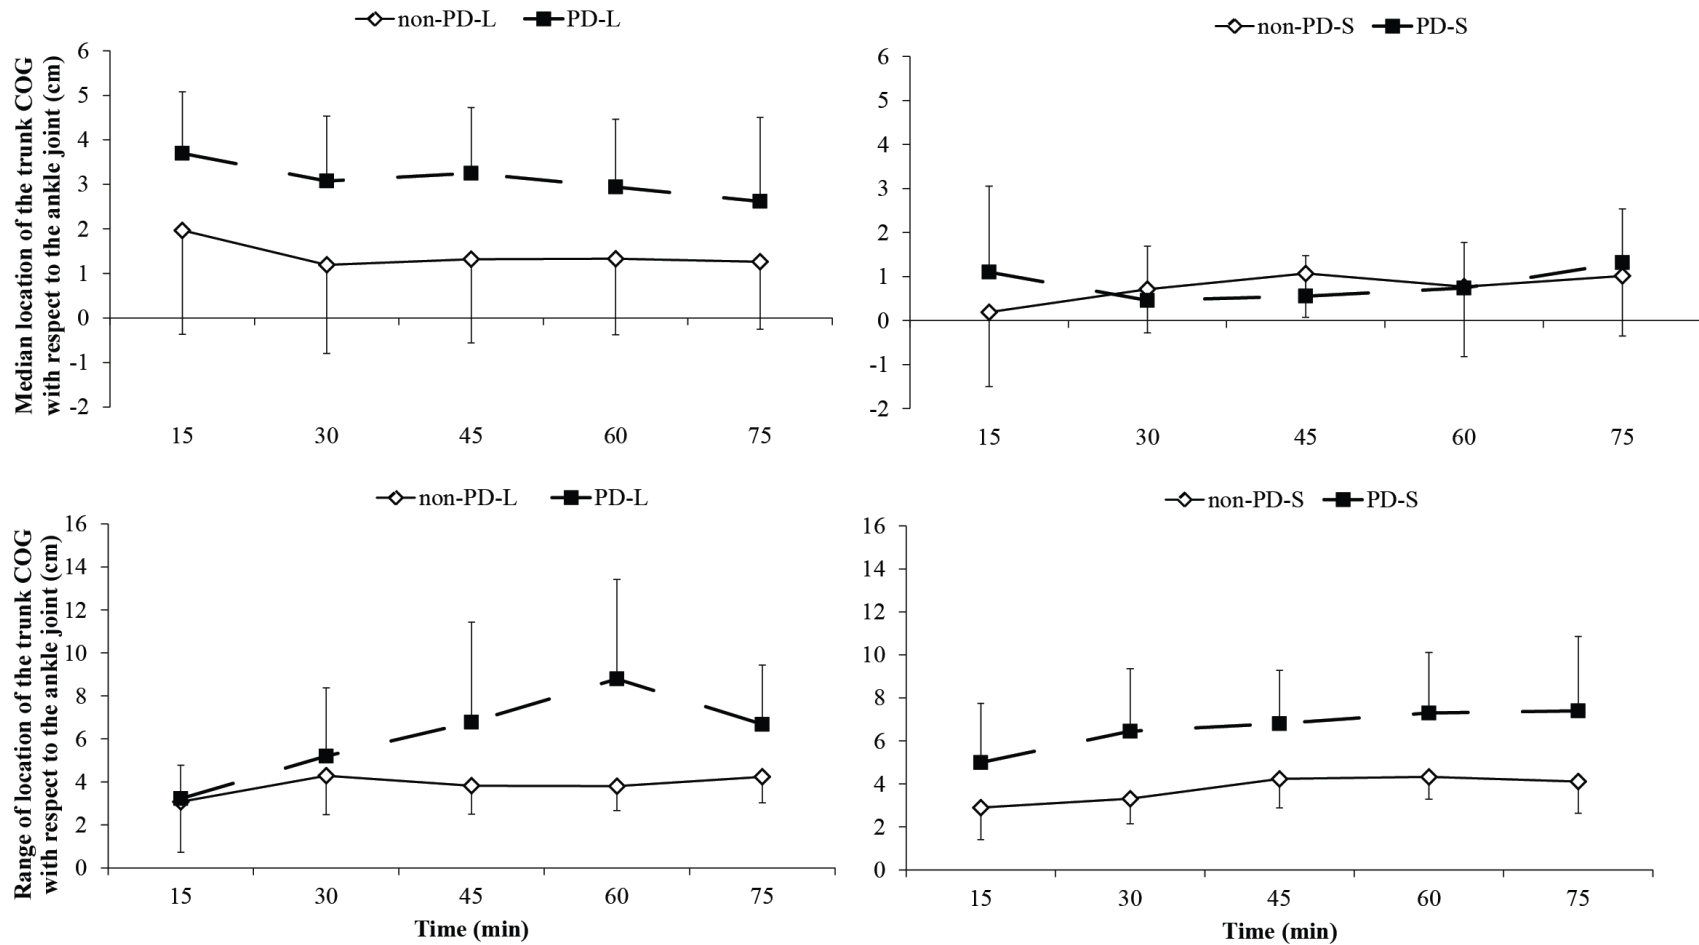 non-PD-L PD-L
Median location of the trunk COG
with respect to the ankle joint (cm)
6
5
4
3
2
1
0
-1
-2
15 30 45 60 75
non-PD-S PD-S
6
5
4
3
2
1
0
-1
-2
15 30 45 60 75
non-PD-L PD-L
Range of location of the trunk COG
with respect to the ankle joint (cm)
16
14
12
10
8
6
4
2
0
15 30 45 60 75
Time (min)
non-PD-S PD-S
16
14
12
10
8
6
4
2
0
15 30 45 60 75
Time (min)